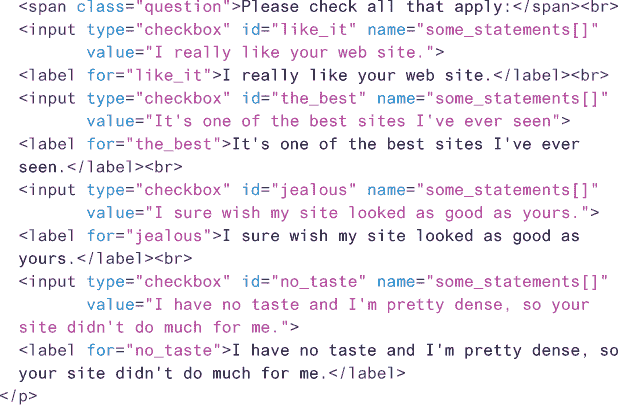 <span class="question">Please check all that apply:</span><br>
<input type="checkbox" id="like_it" name="some_statements[]"
value="I really like your web site.">
<label for="like_it">I really like your web site.</label><br>
<input type="checkbox" id="the_best" name="some_statements[]"
value="It's one of the best sites I've ever seen">
<label for="the_best">It's one of the best sites I've ever
seen.</label><br>
<input type="checkbox" id="jealous" name="some_statements[]"
value="I sure wish my site looked as good as yours.">
<label for="jealous">I sure wish my site looked as good as
yours.</label><br>
<input type="checkbox" id="no_taste" name="some_statements[]"
value="I have no taste and I'm pretty dense, so your
site didn't do much for me.">
<label for="no_taste">I have no taste and I'm pretty dense, so
your site didn't do much for me.</label>
</p>